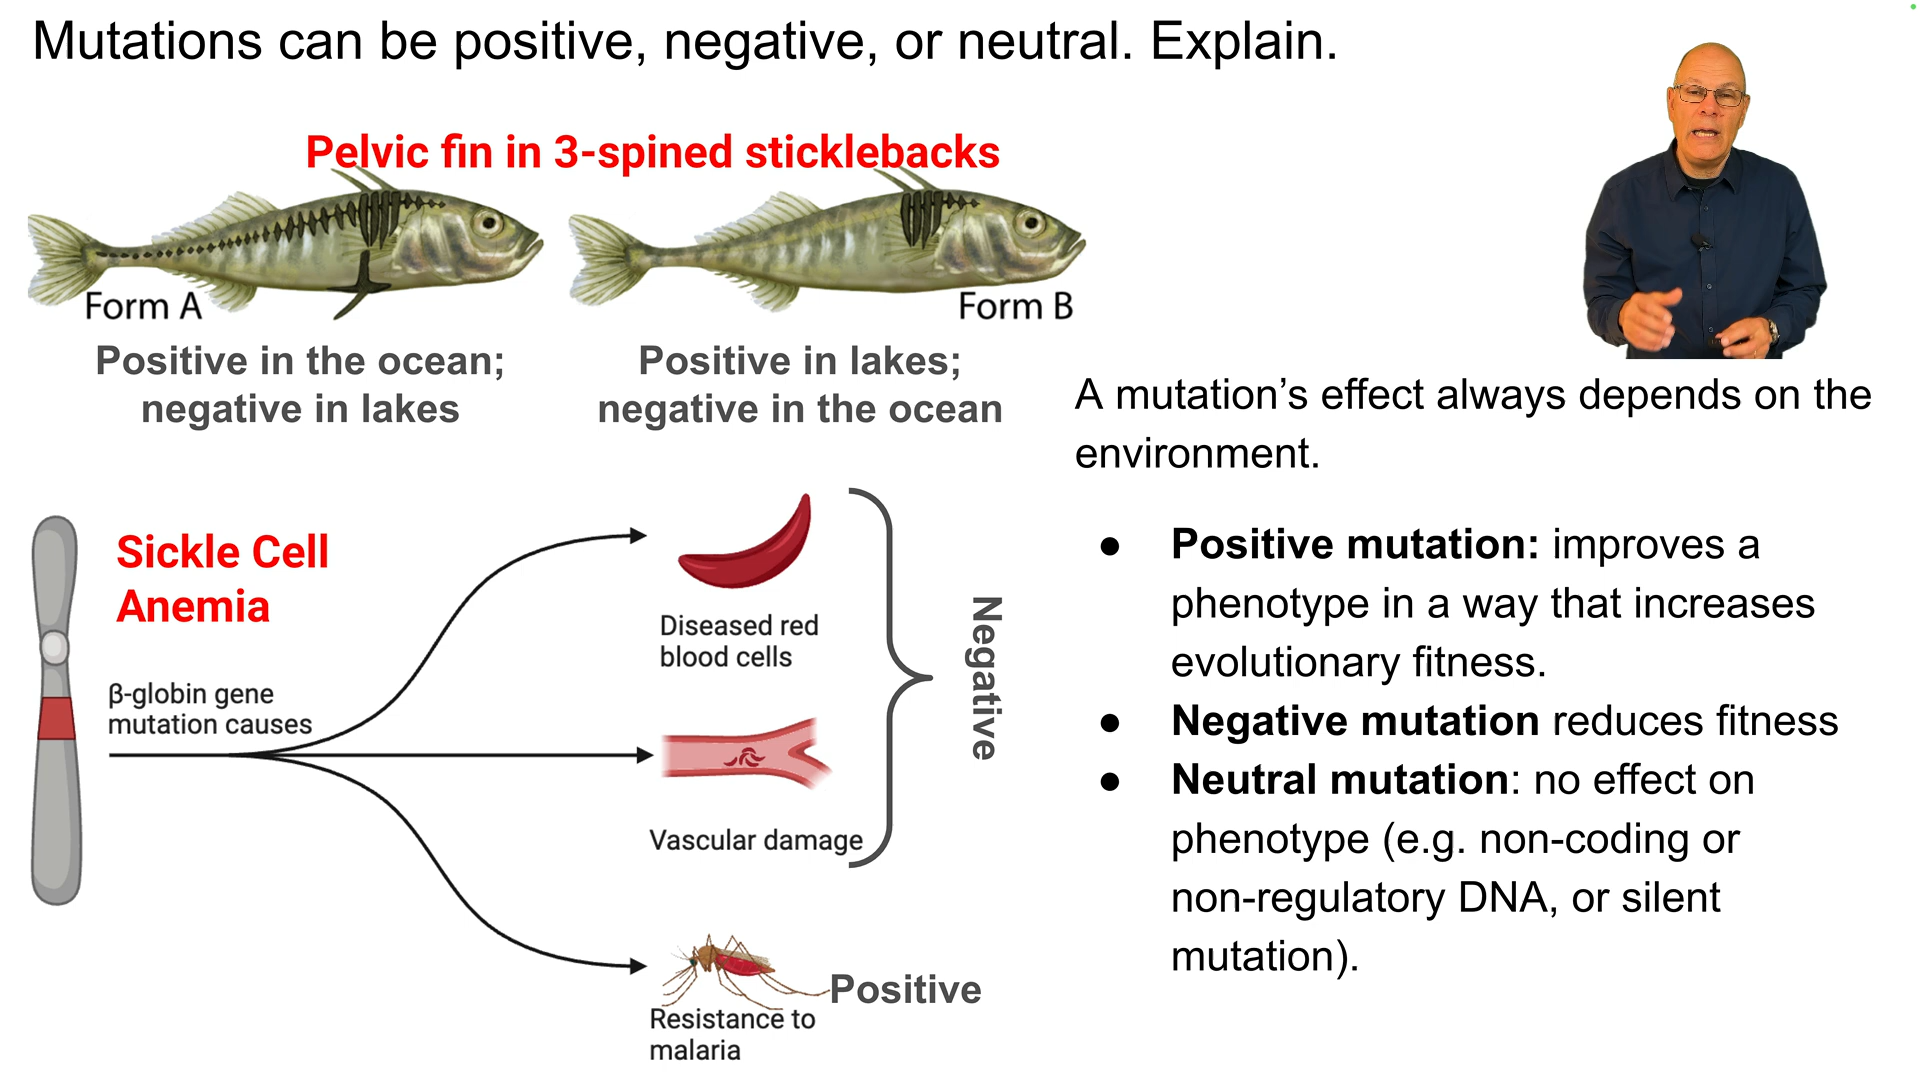 Mutations can be positive, negative, or neutral. Explain.
Pelvic fin in 3-spined sticklebacks
Form A
Form B
Positive in the ocean;
negative in lakes
Positive in lakes;
negative in the ocean
A mutation’s effect always depends on the
environment.
Sickle Cell
Anemia
β-globin gene
mutation causes
Diseased red
blood cells
Vascular damage
Negative
Resistance to
malaria
Positive
● Positive mutation: improves a
phenotype in a way that increases
evolutionary fitness.
● Negative mutation reduces fitness
● Neutral mutation: no effect on
phenotype (e.g. non-coding or
non-regulatory DNA, or silent
mutation).